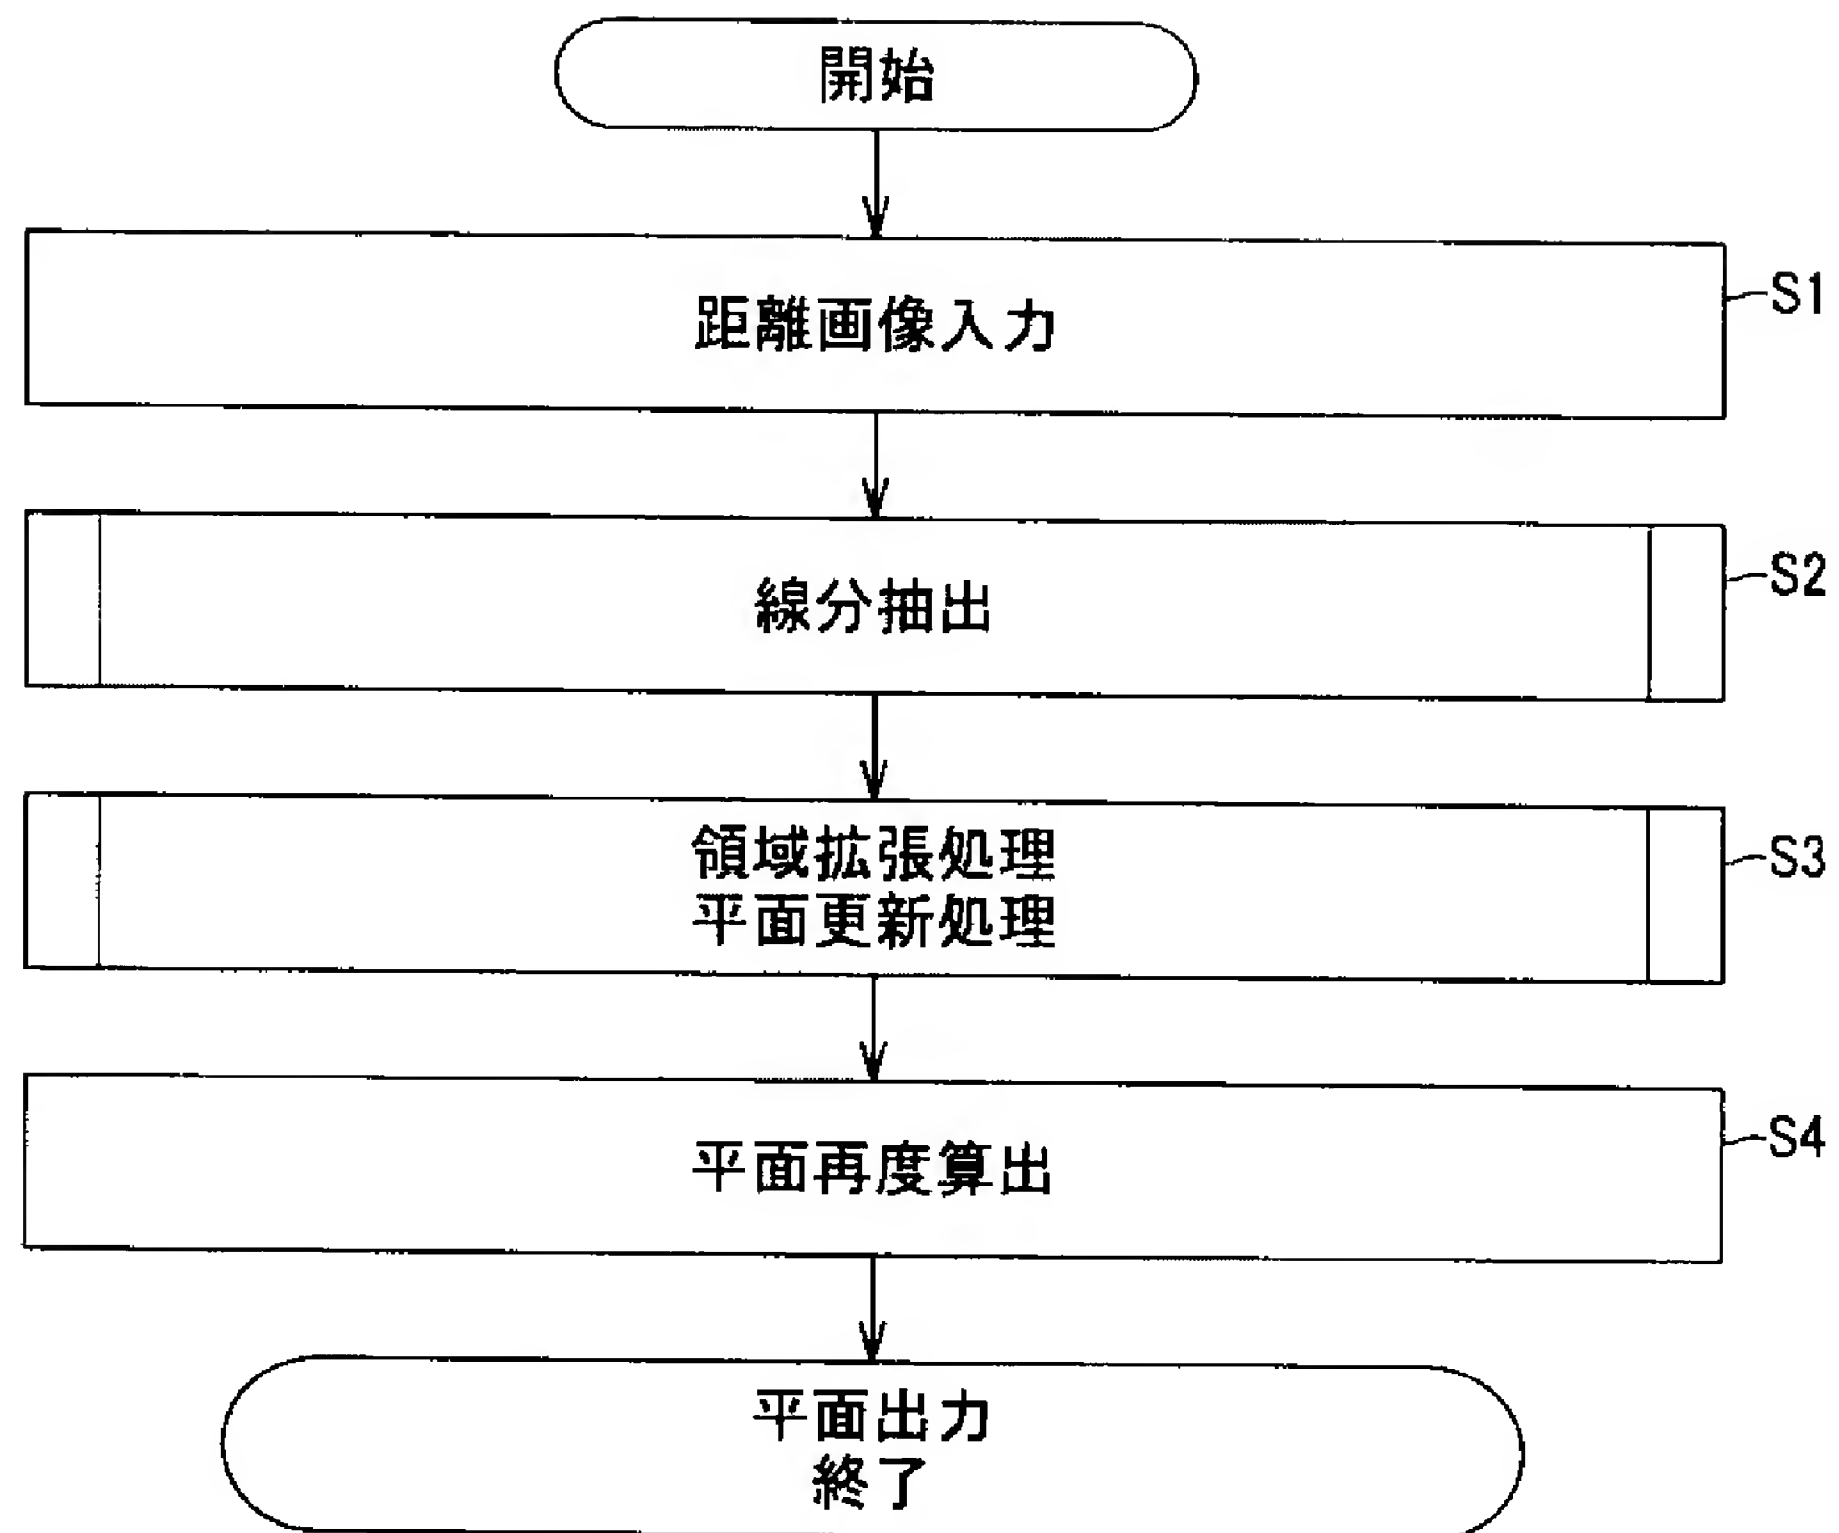 開始
距離画像入力
S1
線分抽出
S2
領域拡張処理
平面更新処理
S3
平面再度算出
S4
平面出力
終了